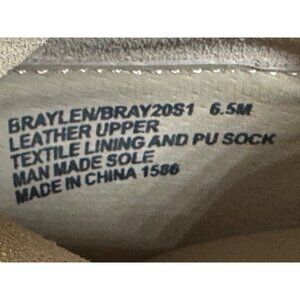 BRAYLEN/BRAY20S1 6.5M
LEATHER UPPER
TEXTILE LINING AND PU SOCK
MAN MADE SOLE
MADE IN CHINA 1586